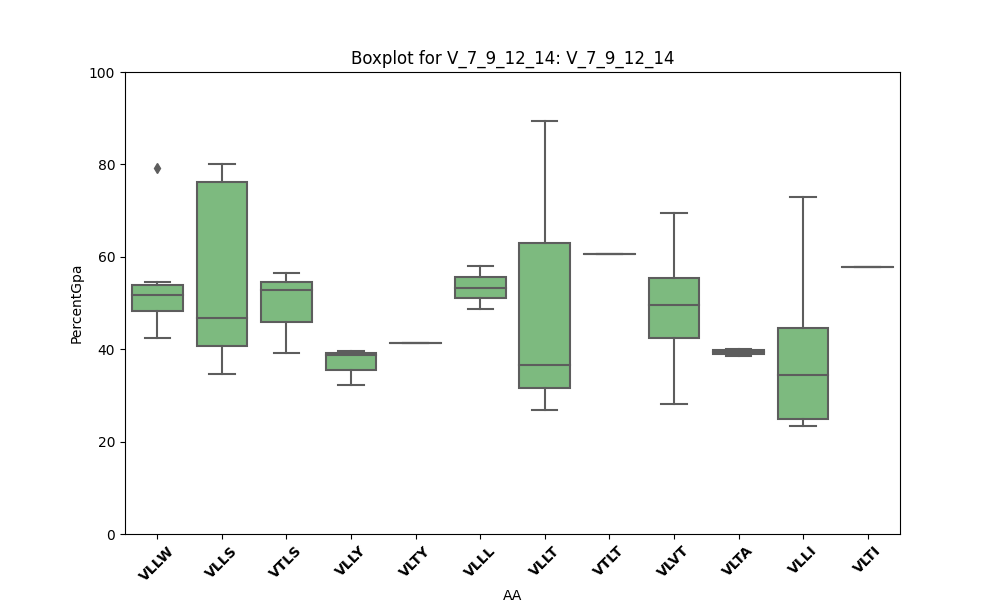 Boxplot for V_7_9_12_14: V_7_9_12_14
PercentGpa
100
80
60
40
20
0
VLLW VLLS VTLS VLLY VLTY VLLL VLLT VTLT VLVT VLTA VLLI VLTI
AA